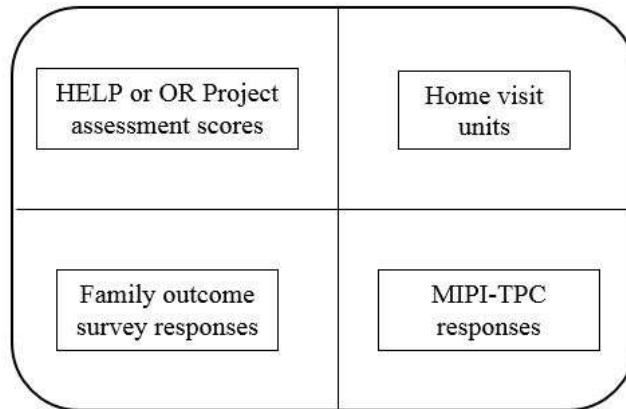 HELP or OR Project
assessment scores
Home visit
units
Family outcome
survey responses
MIPI-TPC
responses